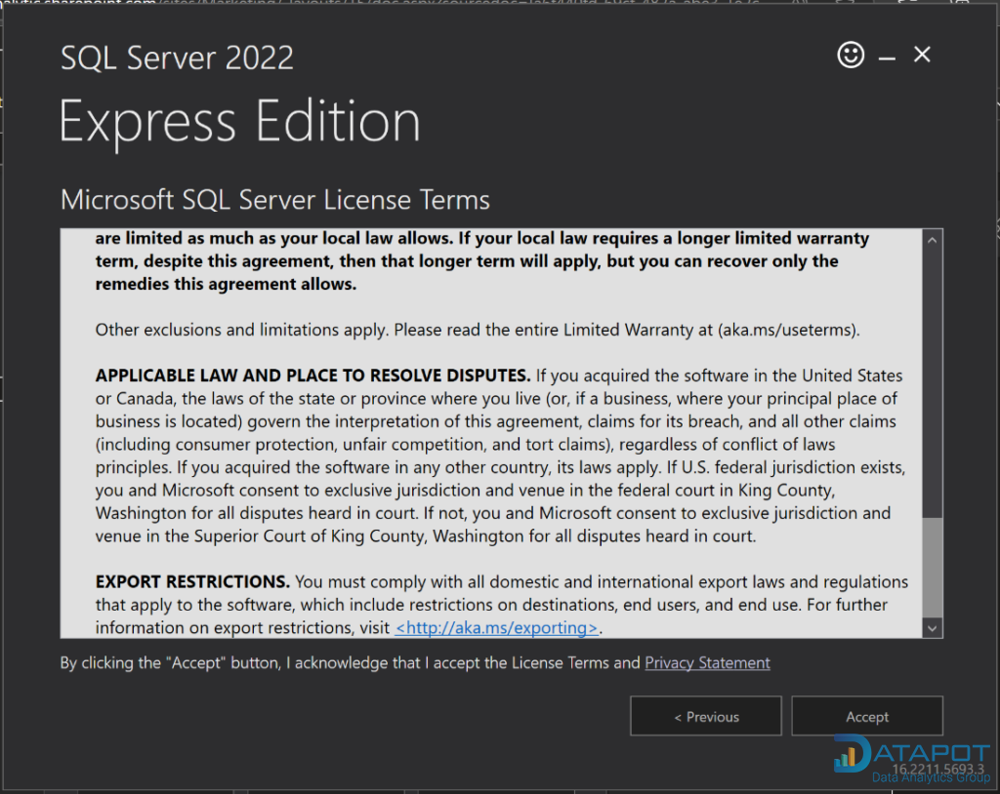 SQL Server 2022
Express Edition
Microsoft SQL Server License Terms
are limited as much as your local law allows. If your local law requires a longer limited warranty
term, despite this agreement, then that longer term will apply, but you can recover only the
remedies this agreement allows.
Other exclusions and limitations apply. Please read the entire Limited Warranty at (aka.ms/useterms).
APPLICABLE LAW AND PLACE TO RESOLVE DISPUTES. If you acquired the software in the United States
or Canada, the laws of the state or province where you live (or, if a business, where your principal place of
business is located) govern the interpretation of this agreement, claims for its breach, and all other claims
(including consumer protection, unfair competition, and tort claims), regardless of conflict of laws
principles. If you acquired the software in any other country, its laws apply. If U.S. federal jurisdiction exists,
you and Microsoft consent to exclusive jurisdiction and venue in the federal court in King County,
Washington for all disputes heard in court. If not, you and Microsoft consent to exclusive jurisdiction and
venue in the Superior Court of King County, Washington for all disputes heard in court.
EXPORT RESTRICTIONS. You must comply with all domestic and international export laws and regulations
that apply to the software, which include restrictions on destinations, end users, and end use. For further
information on export restrictions, visit <http://aka.ms/exporting>.
By clicking the "Accept" button, I acknowledge that I accept the License Terms and Privacy Statement
< Previous
Accept
DATAPOT
16.2211.5693.3
Data Analytics Group